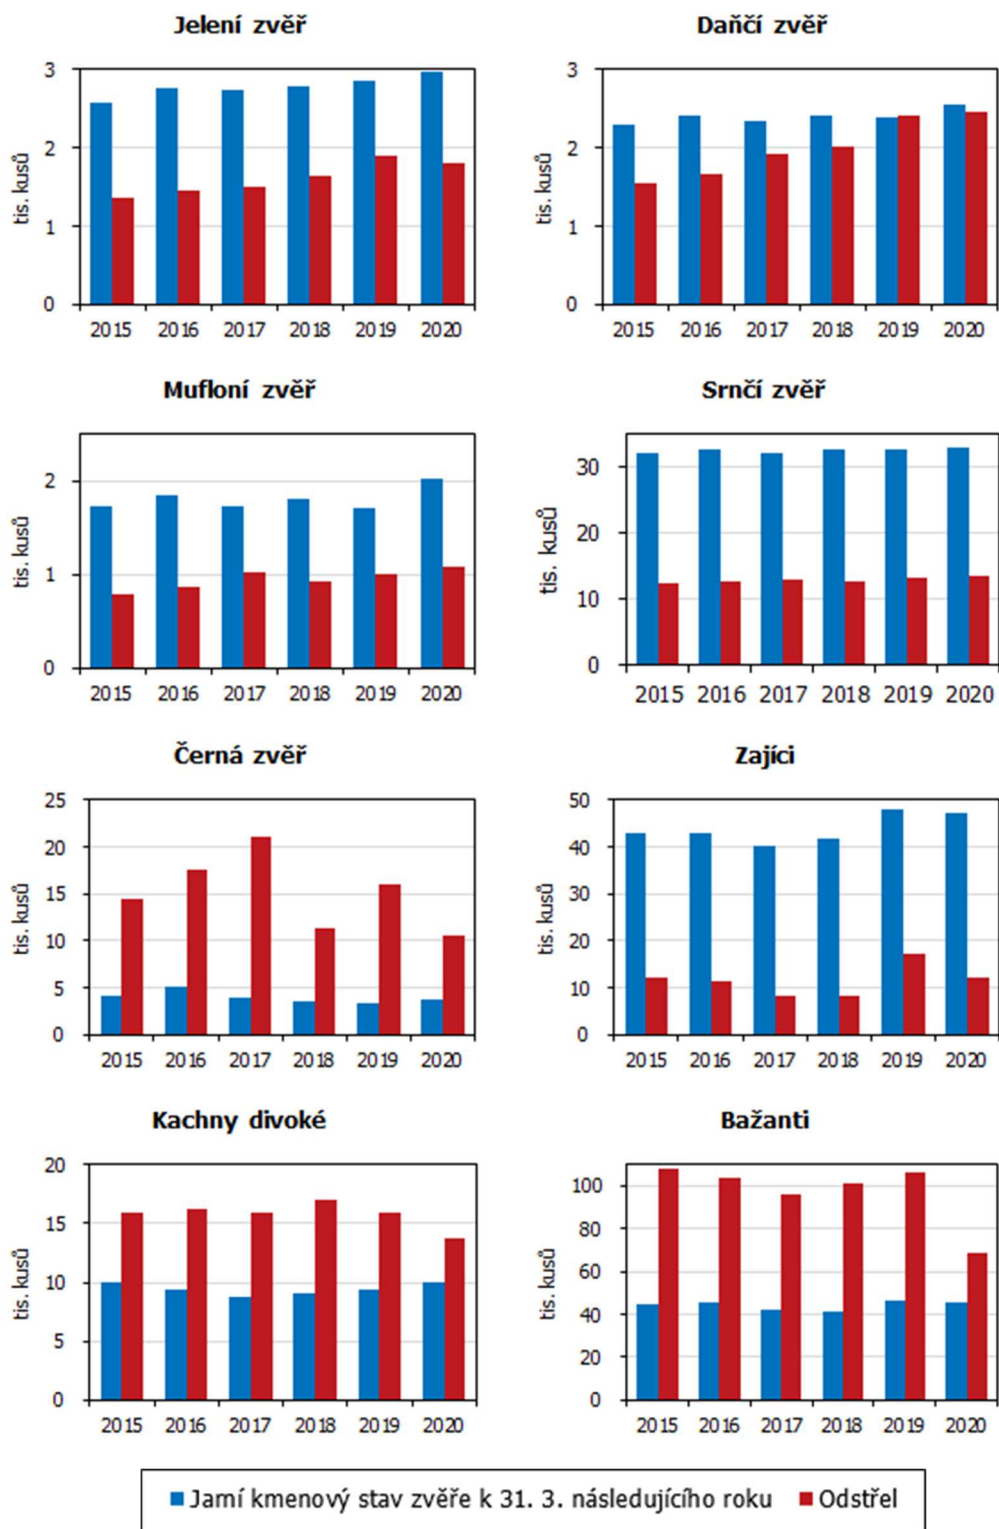 Jelení zvěř
Daňčí zvěř
tis. kusů
3
2
1
0
2015 2016 2017 2018 2019 2020
tis. kusů
3
2
1
0
2015 2016 2017 2018 2019 2020
Mufloní zvěř
Srnčí zvěř
tis. kusů
2
1
0
2015 2016 2017 2018 2019 2020
tis. kusů
30
20
10
0
2015 2016 2017 2018 2019 2020
Černá zvěř
Zajíci
tis. kusů
25
20
15
10
5
0
2015 2016 2017 2018 2019 2020
tis. kusů
50
40
30
20
10
0
2015 2016 2017 2018 2019 2020
Kachny divoké
Bažanti
tis. kusů
20
15
10
5
0
2015 2016 2017 2018 2019 2020
tis. kusů
100
80
60
40
20
0
2015 2016 2017 2018 2019 2020
Jarní kmenový stav zvěře k 31. 3. následujícího roku Odstřel